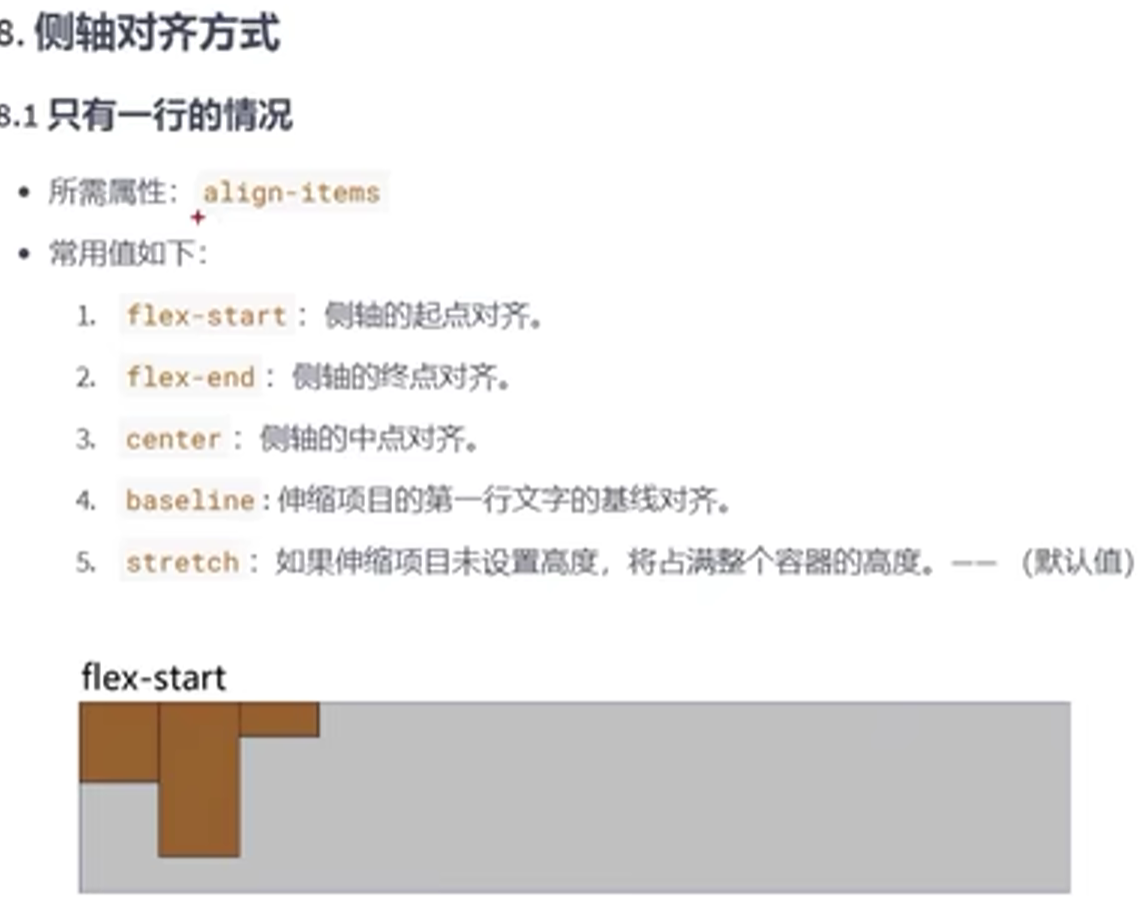 8. 侧轴对齐方式
8.1 只有一行的情况
• 所需属性： align-items
• 常用值如下：
1. flex-start： 侧轴的起点对齐。
2. flex-end： 侧轴的终点对齐。
3. center： 侧轴的中点对齐。
4. baseline: 伸缩项目的第一行文字的基线对齐。
5. stretch： 如果伸缩项目未设置高度，将占满整个容器的高度。—— (默认值)
flex-start